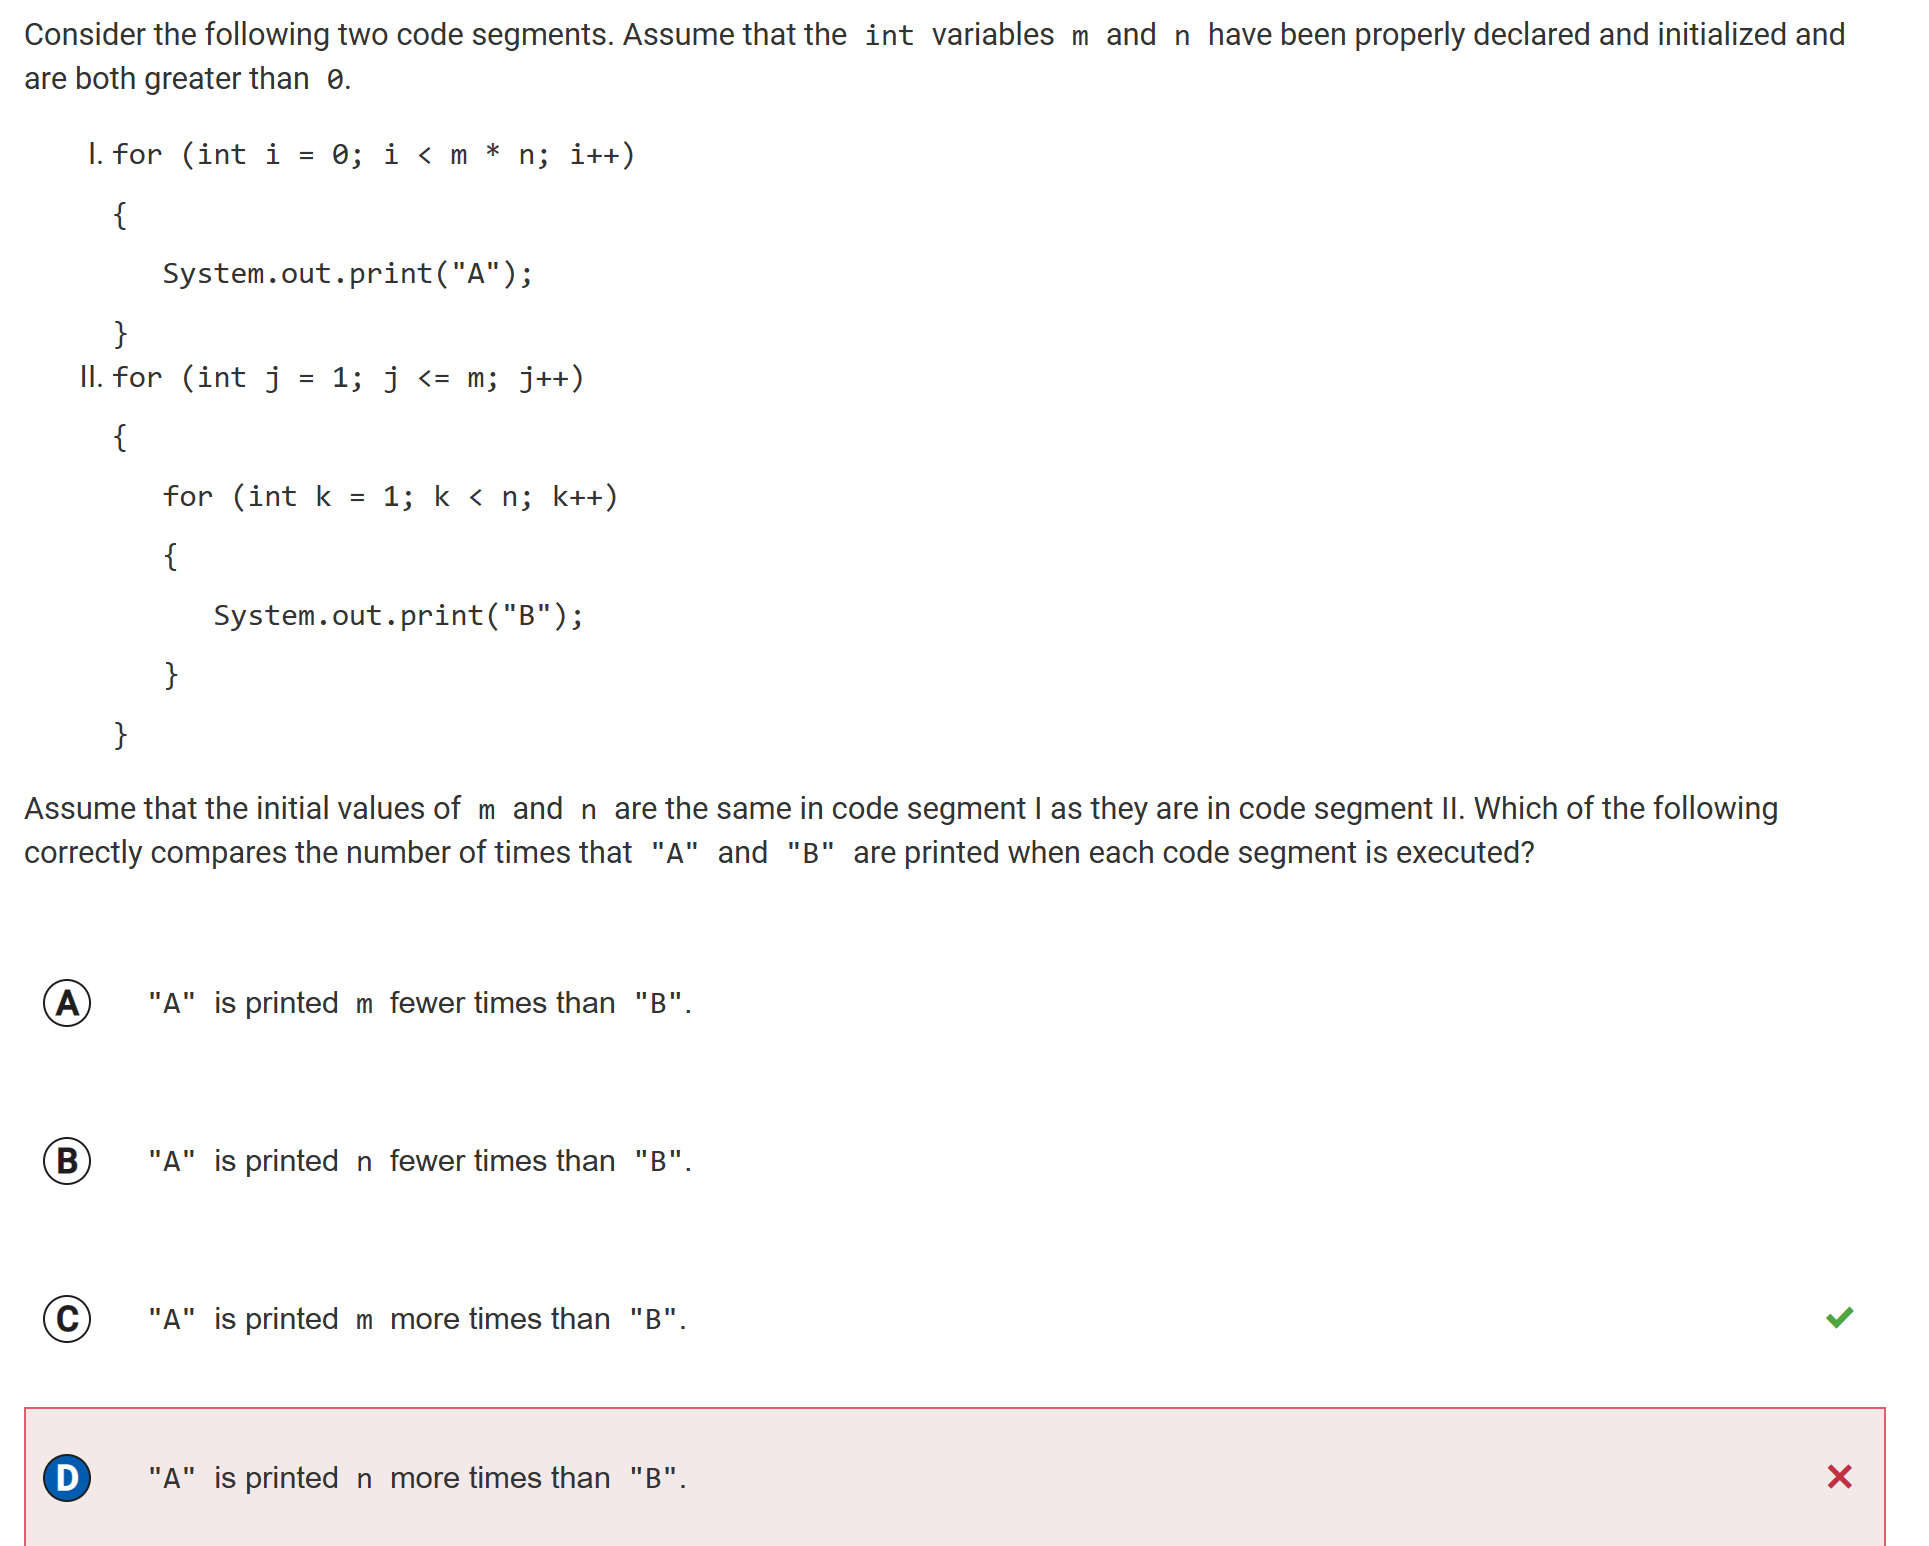 Consider the following two code segments. Assume that the int variables m and n have been properly declared and initialized and
are both greater than 0.
I. for (int i = 0; i < m * n; i++)
{
System.out.print("A");
}
II. for (int j = 1; j <= m; j++)
{
for (int k = 1; k < n; k++)
{
System.out.print("B");
}
}
Assume that the initial values of m and n are the same in code segment I as they are in code segment II. Which of the following
correctly compares the number of times that "A" and "B" are printed when each code segment is executed?
A "A" is printed m fewer times than "B".
B "A" is printed n fewer times than "B".
C "A" is printed m more times than "B".
D "A" is printed n more times than "B".